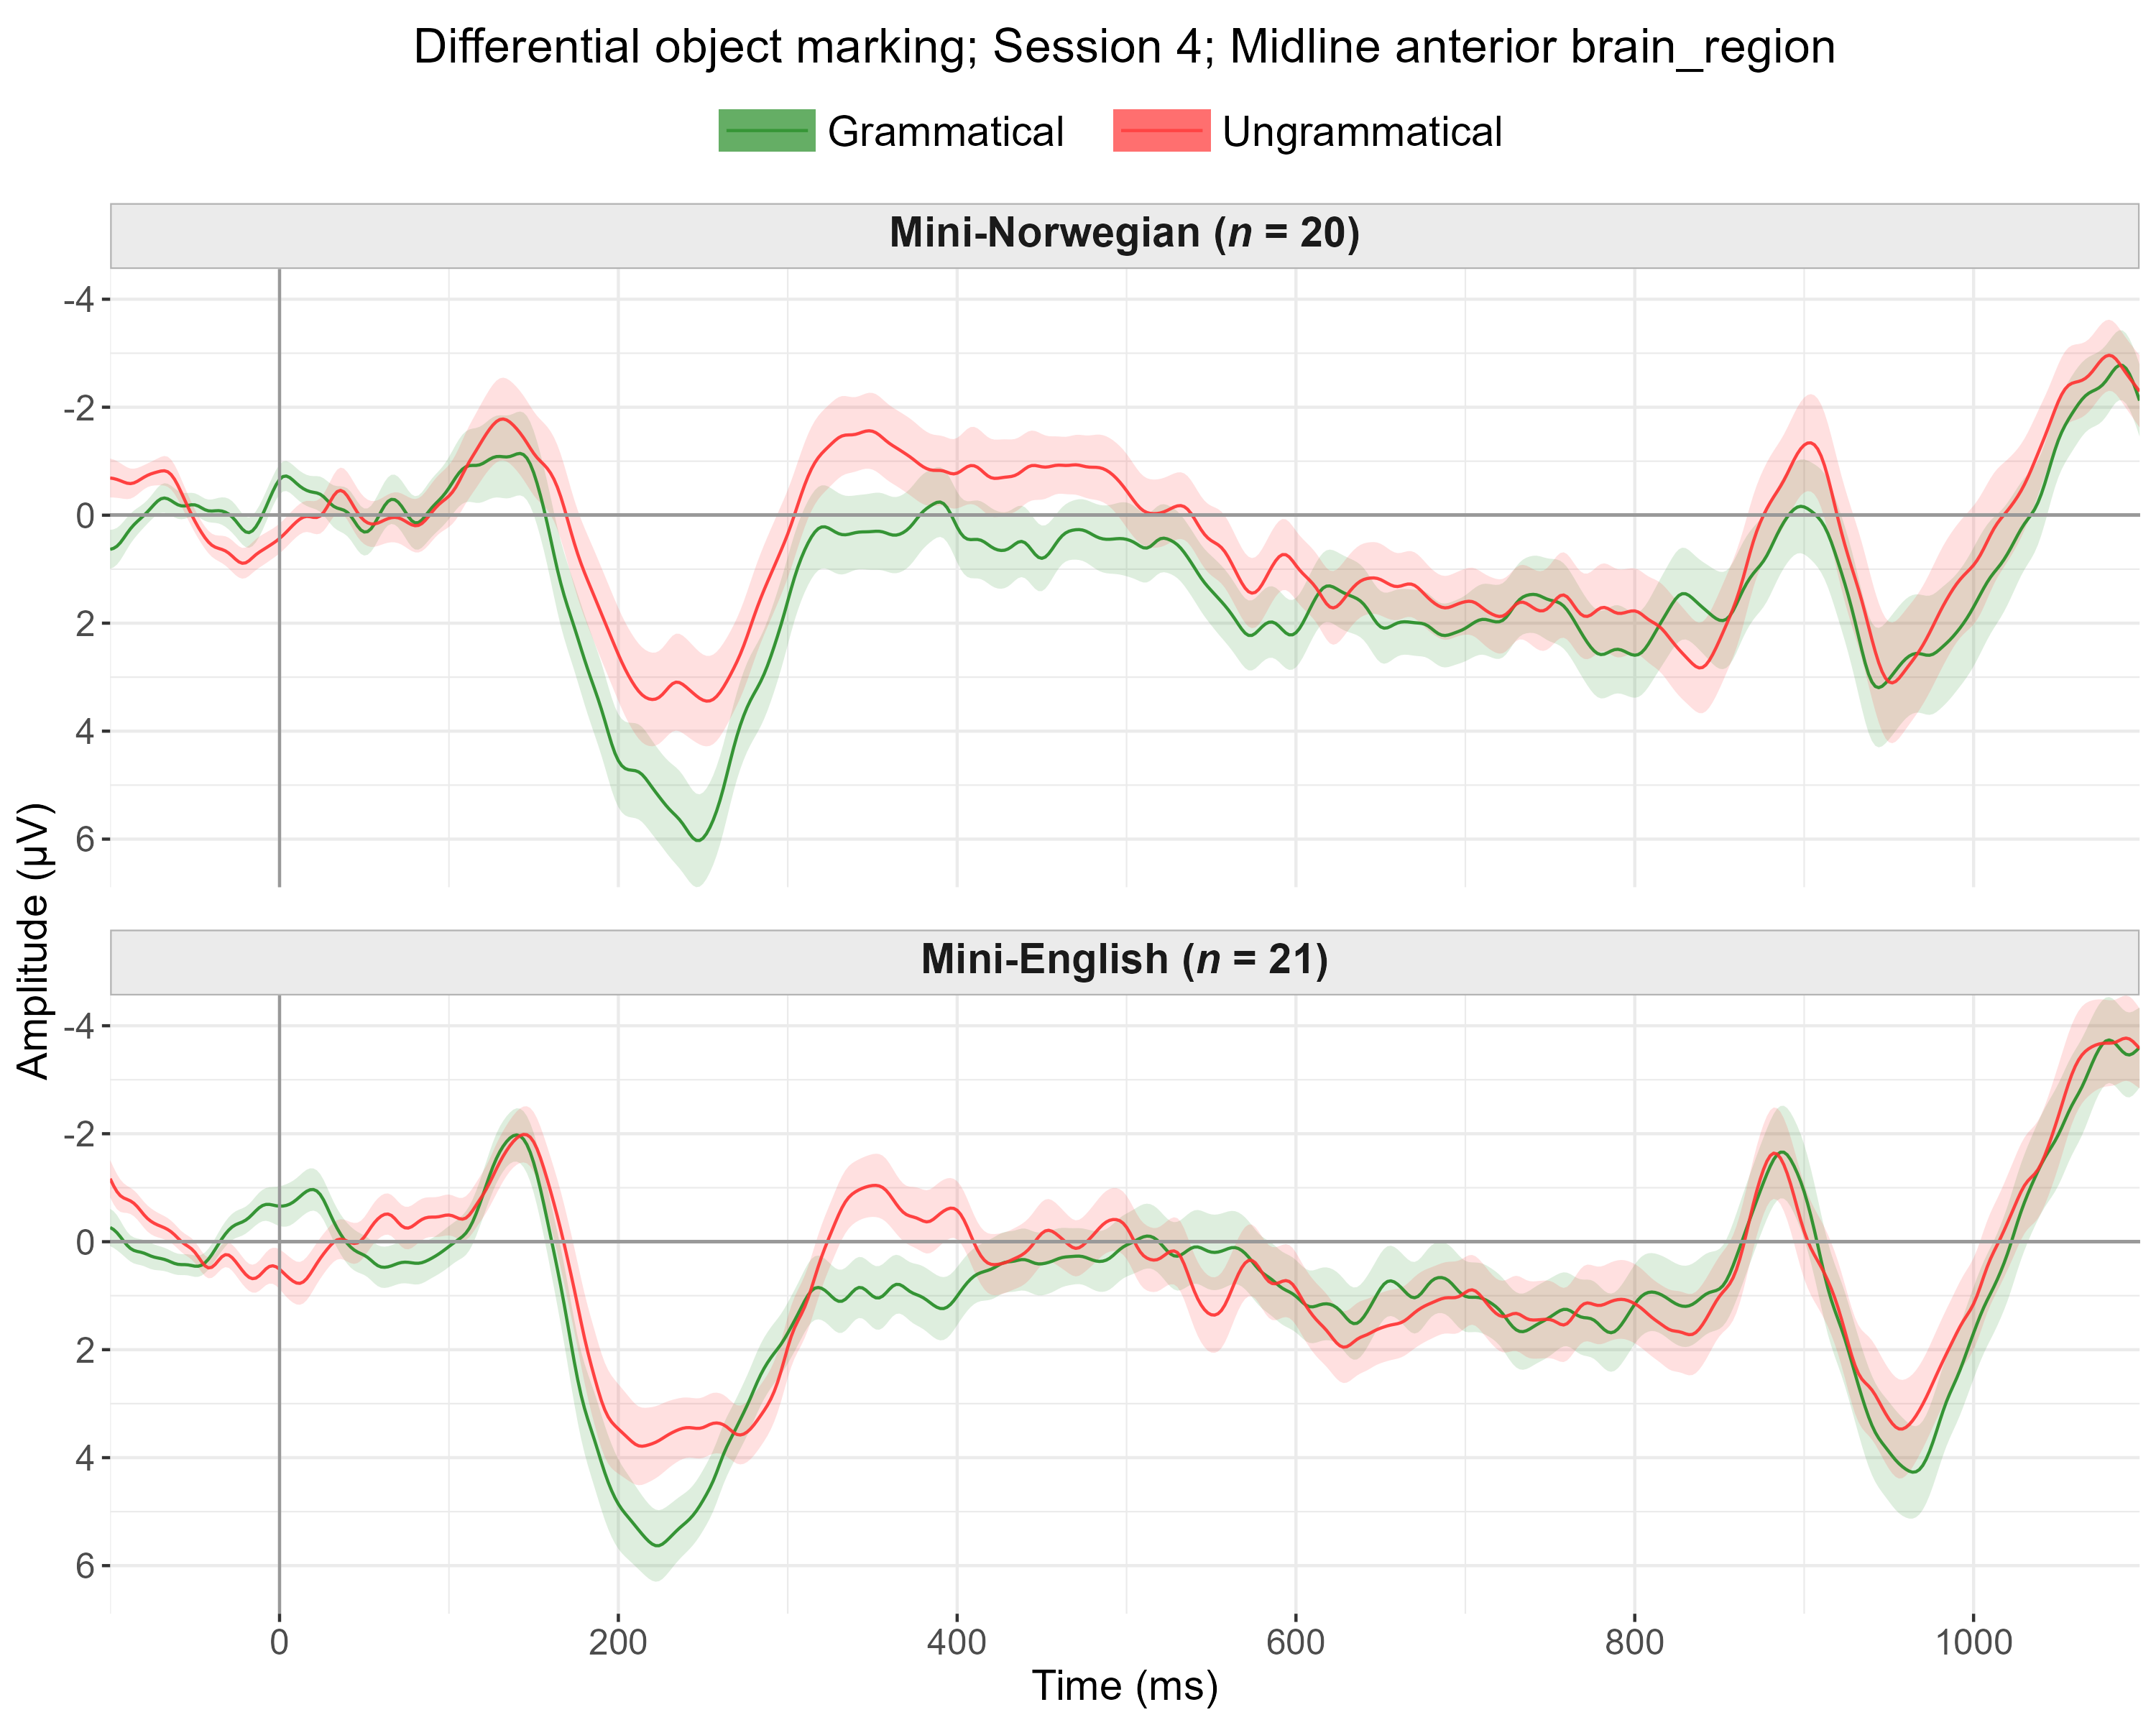 Differential object marking; Session 4; Midline anterior brain_region
Grammatical Ungrammatical
Mini-Norwegian (n = 20)
-4
-2
0
2
4
6
Amplitude (µV)
Mini-English (n = 21)
-4
-2
0
2
4
6
0 200 400 600 800 1000
Time (ms)